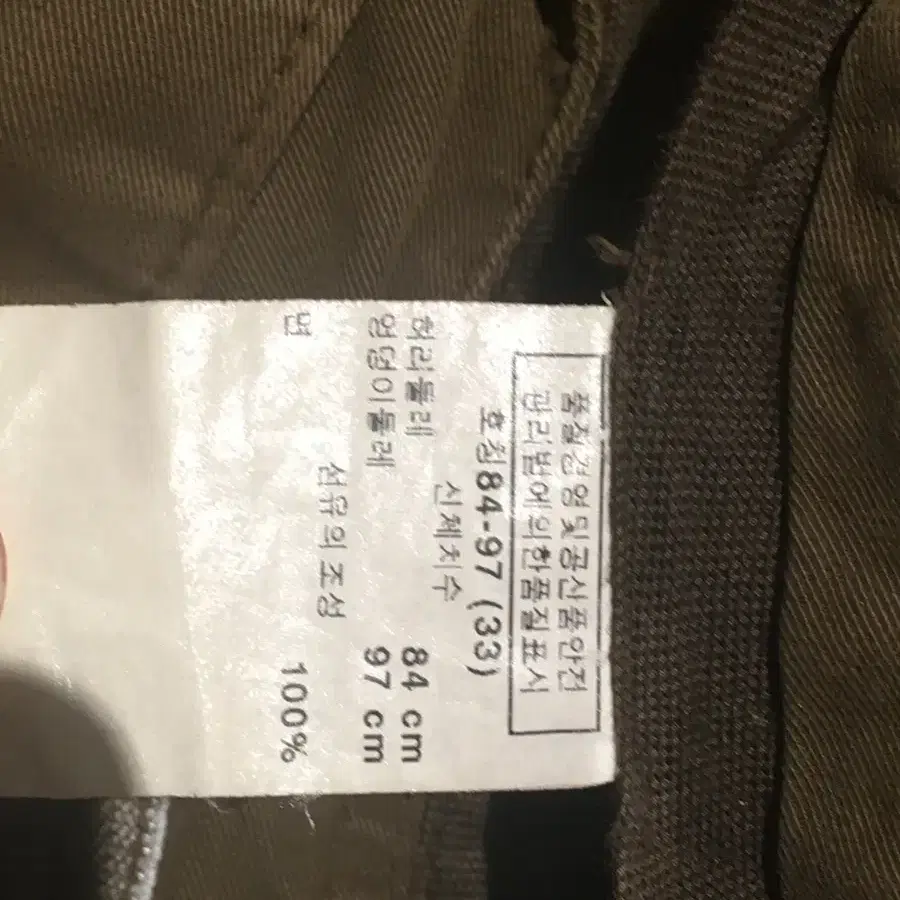 품질경영및공산품안전
관리법에의한품질표시
호칭84-97 (33)
신체치수
허리둘레 84 cm
엉덩이둘레 97 cm
섬유의조성
면 100%